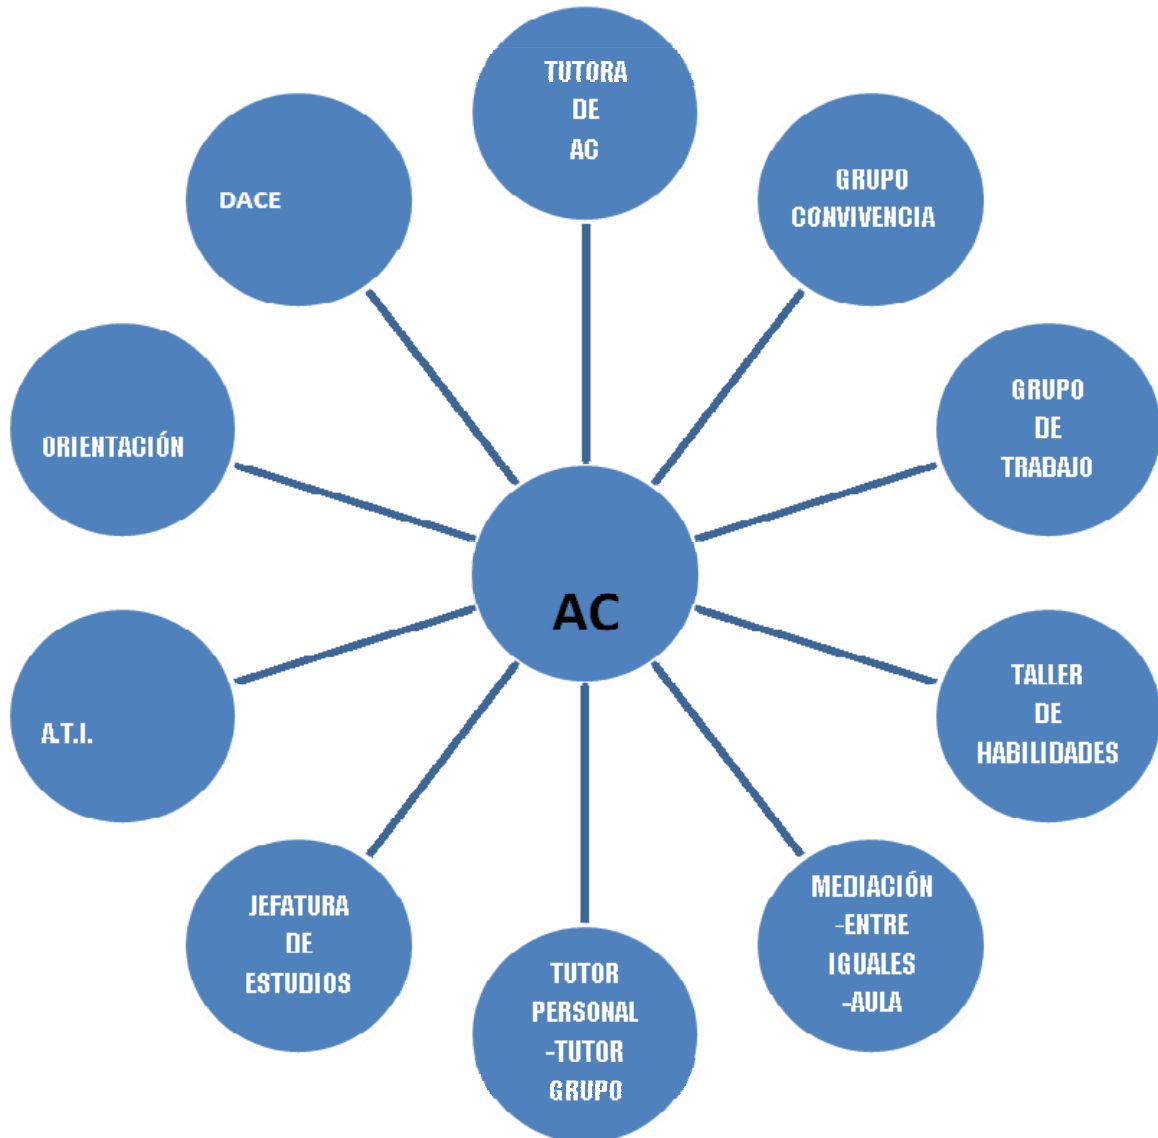 TUTORA
DE
AC
GRUPO
CONVIVENCIA
GRUPO
DE
TRABAJO
TALLER
DE
HABILIDADES
MEDIACIÓN
-ENTRE
IGUALES
-AULA
TUTOR
PERSONAL
-TUTOR
GRUPO
JEFATURA
DE
ESTUDIOS
A.T.I.
ORIENTACIÓN
DACE
AC